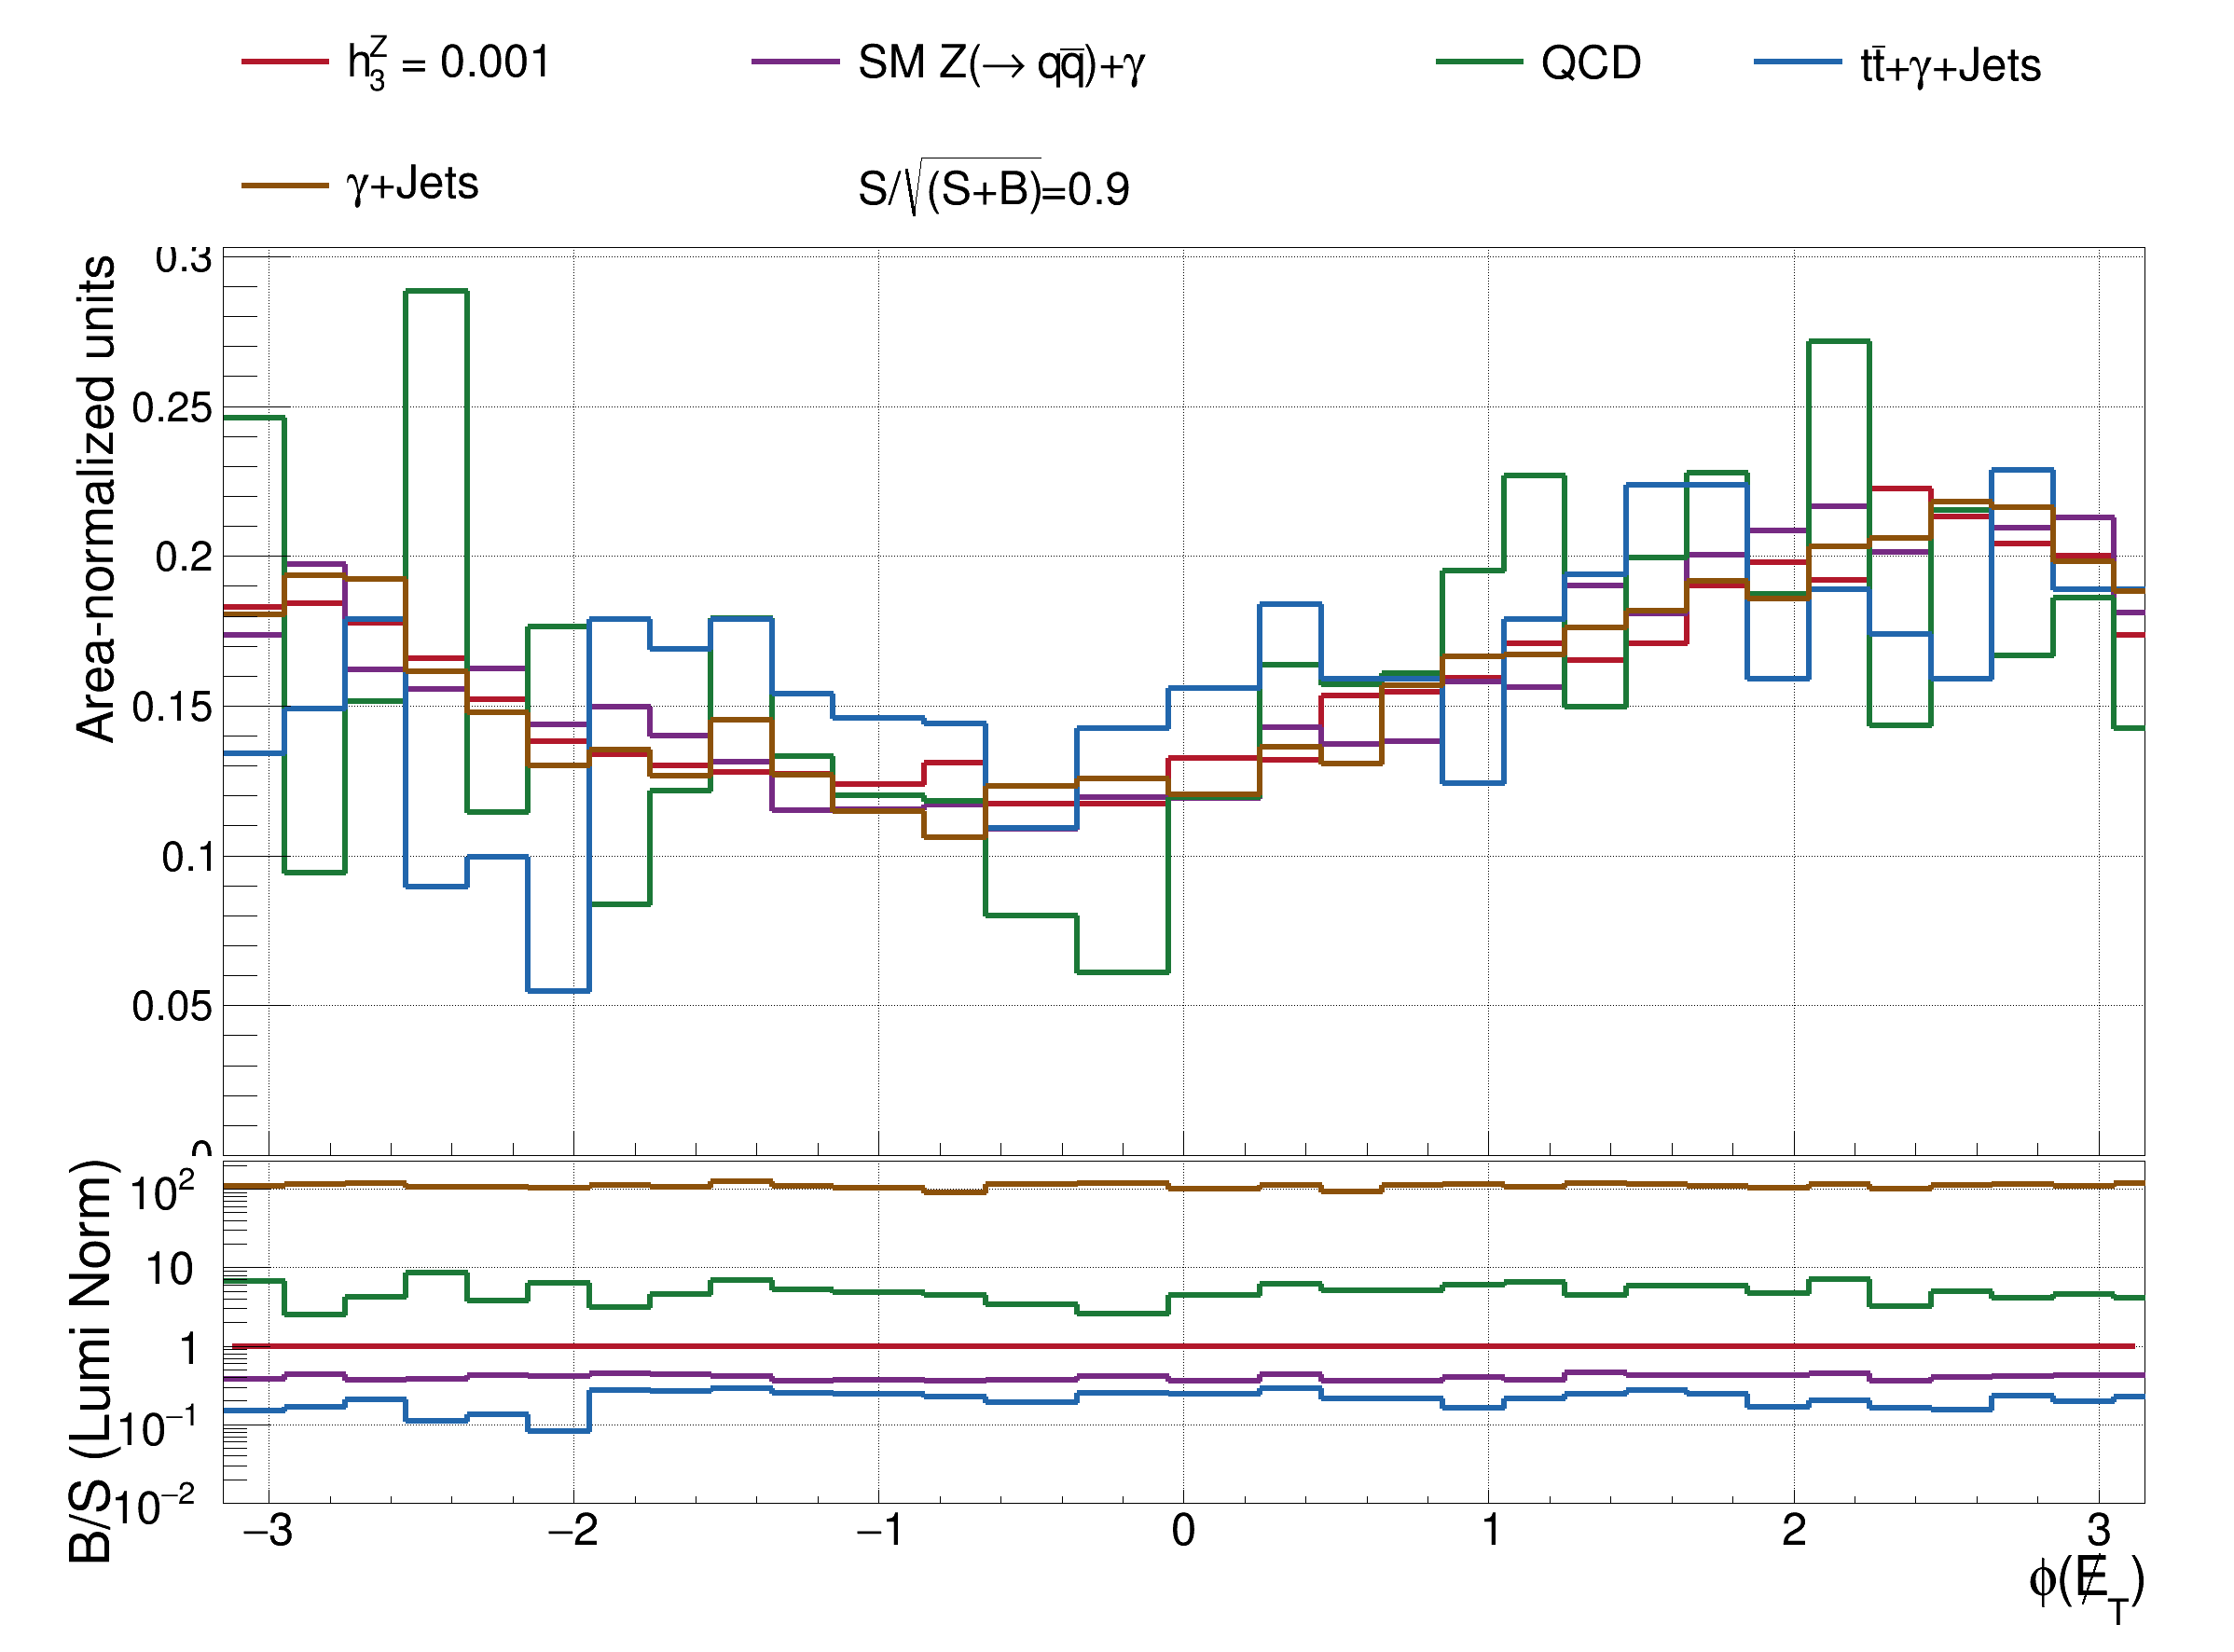 h₃ᶻ = 0.001
SM Z(→ qq̅)+γ
QCD
tt̅+γ+Jets
γ+Jets
S/√(S+B)=0.9
Area-normalized units
0.3
0.25
0.2
0.15
0.1
0.05
0
B/S (Lumi Norm)
10²
10
1
10⁻¹
10⁻²
−3 −2 −1 0 1 2 3
ϕ(E̸_T)